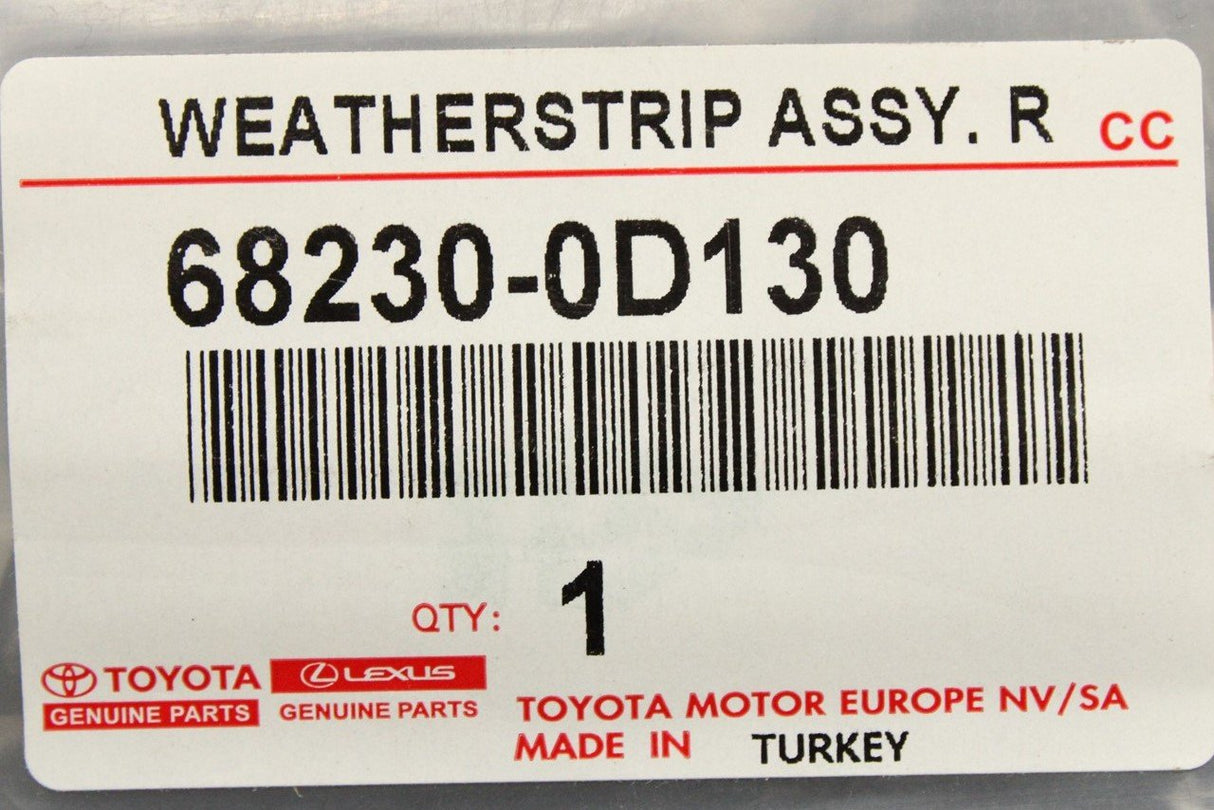 WEATHERSTRIP ASSY. R CC
68230-0D130
QTY: 1
TOYOTA LEXUS
GENUINE PARTS GENUINE PARTS
TOYOTA MOTOR EUROPE NV/SA
MADE IN TURKEY